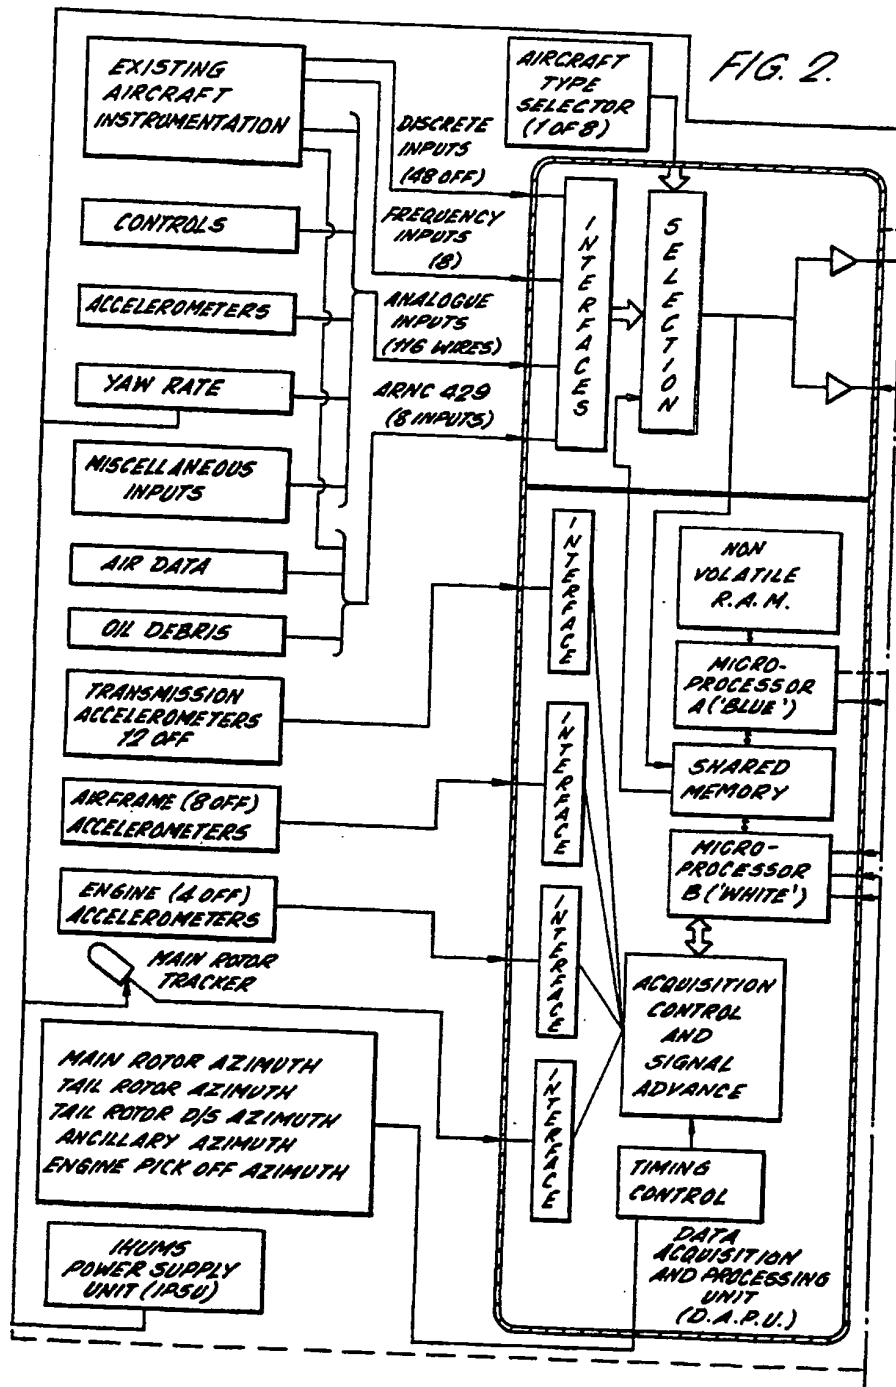 FIG. 2.
EXISTING
AIRCRAFT
INSTRUMENTATION
AIRCRAFT
TYPE
SELECTOR
(1 OF 8)
DISCRETE
INPUTS
(48 OFF)
CONTROLS
FREQUENCY
INPUTS
(8)
ACCELEROMETERS
ANALOGUE
INPUTS
(116 WIRES)
YAW RATE
ARNC 429
(8 INPUTS)
MISCELLANEOUS
INPUTS
AIR DATA
OIL DEBRIS
TRANSMISSION
ACCELEROMETERS
12 OFF
AIRFRAME (8 OFF)
ACCELEROMETERS
ENGINE (4 OFF)
ACCELEROMETERS
MAIN ROTOR
TRACKER
MAIN ROTOR AZIMUTH
TAIL ROTOR AZIMUTH
TAIL ROTOR D/S AZIMUTH
ANCILLARY AZIMUTH
ENGINE PICK OFF AZIMUTH
IHUMS
POWER SUPPLY
UNIT (IPSU)
INTERFACES
SELECTION
INTERFACE
INTERFACE
INTERFACE
INTERFACE
NON
VOLATILE
R.A.M.
MICRO-
PROCESSOR
A ('BLUE')
SHARED
MEMORY
MICRO-
PROCESSOR
B ('WHITE')
ACQUISITION
CONTROL
AND
SIGNAL
ADVANCE
TIMING
CONTROL
DATA
ACQUISITION
AND PROCESSING
UNIT
(D.A.P.U.)